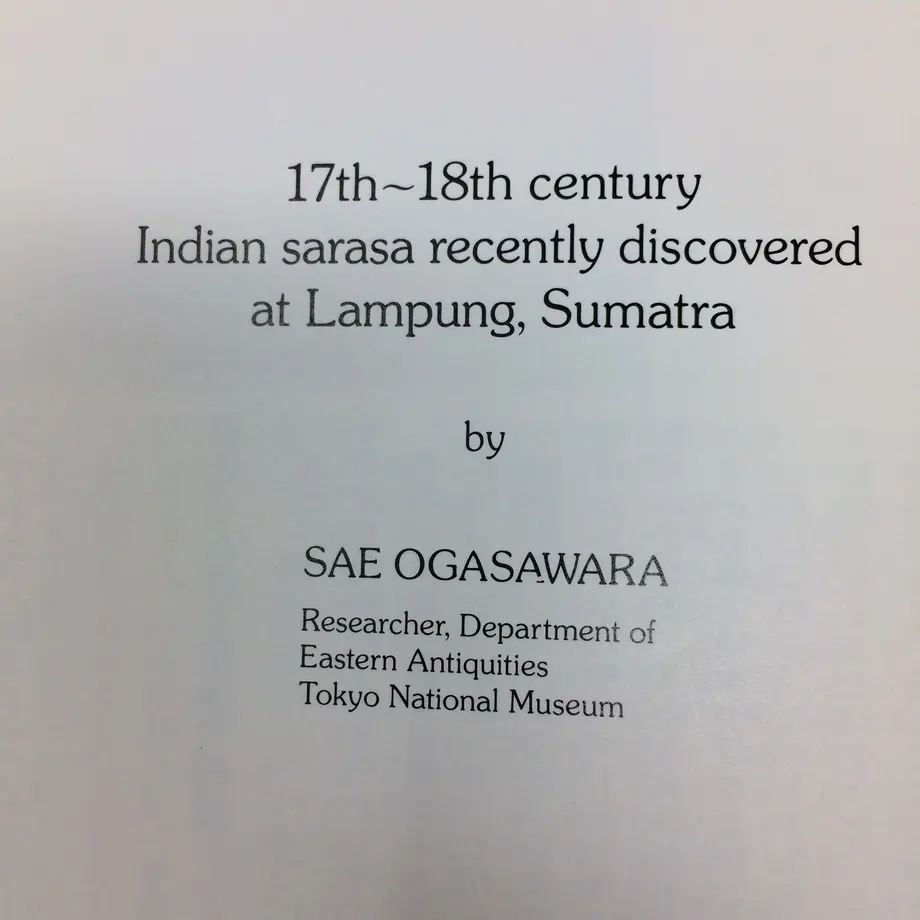 17th~18th century
Indian sarasa recently discovered
at Lampung, Sumatra
by
SAE OGASAWARA
Researcher, Department of
Eastern Antiquities
Tokyo National Museum